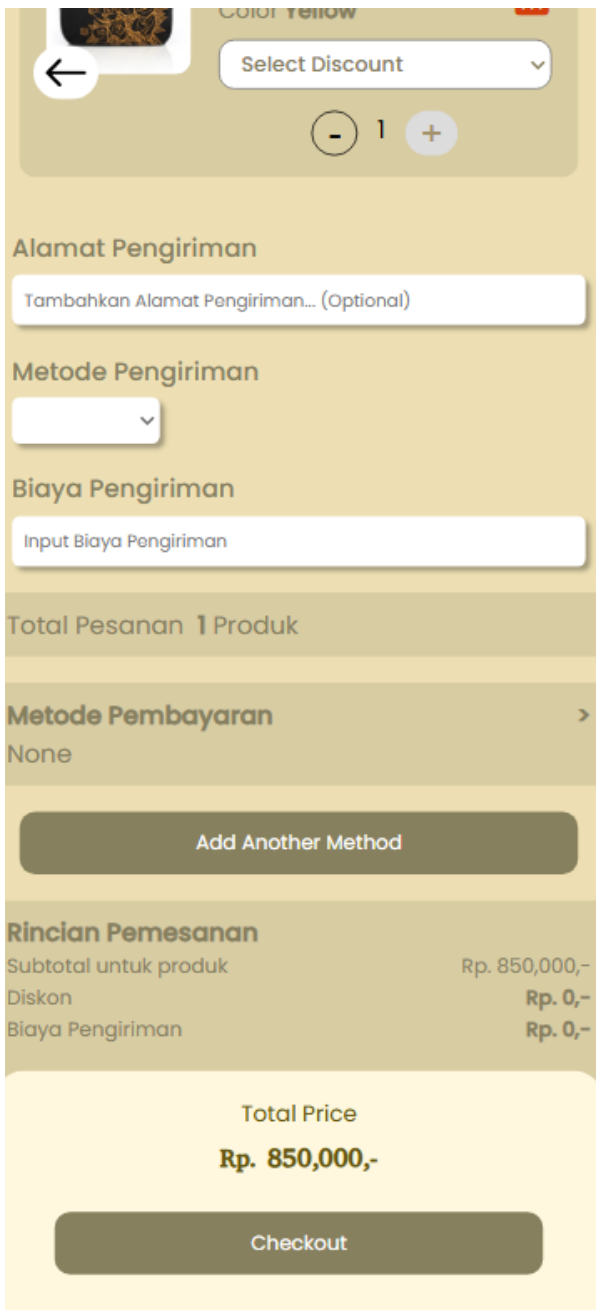 Color Yellow
Select Discount
- 1 +
Alamat Pengiriman
Tambahkan Alamat Pengiriman... (Optional)
Metode Pengiriman
Biaya Pengiriman
Input Biaya Pengiriman
Total Pesanan 1 Produk
Metode Pembayaran >
None
Add Another Method
Rincian Pemesanan
Subtotal untuk produk Rp. 850,000,-
Diskon Rp. 0,-
Biaya Pengiriman Rp. 0,-
Total Price
Rp. 850,000,-
Checkout